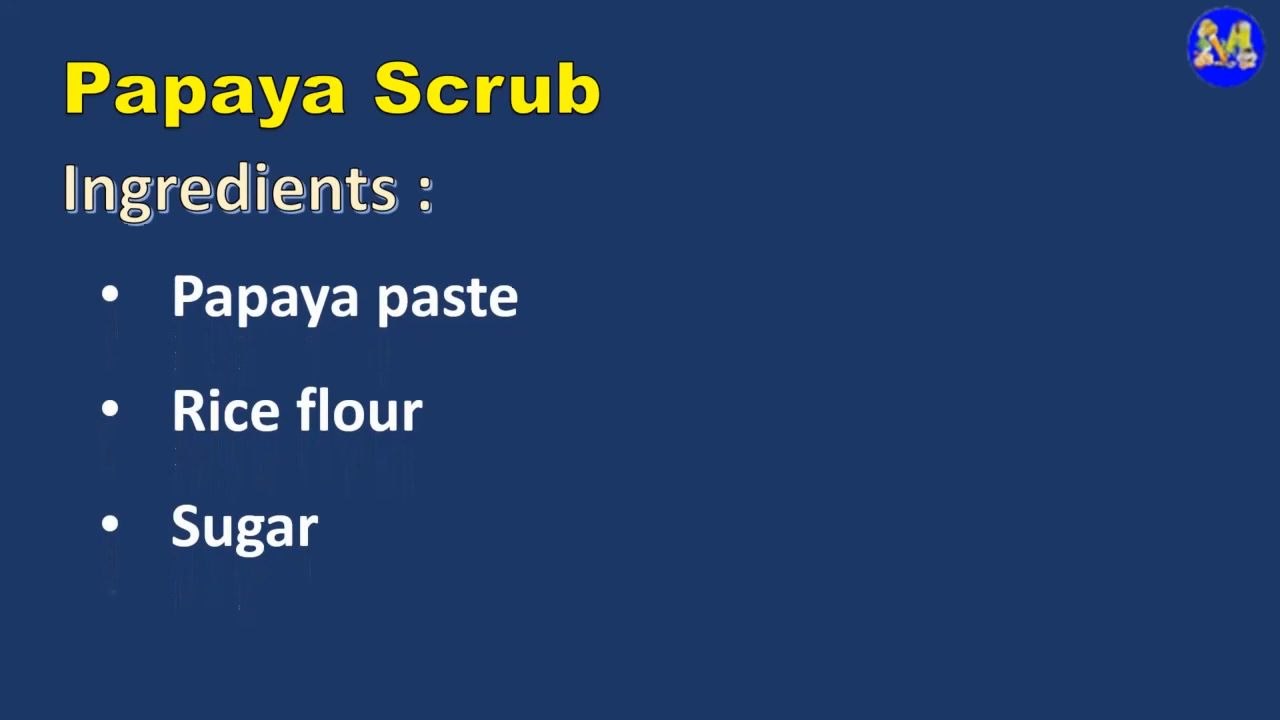 Papaya Scrub
Ingredients :
• Papaya paste
• Rice flour
• Sugar